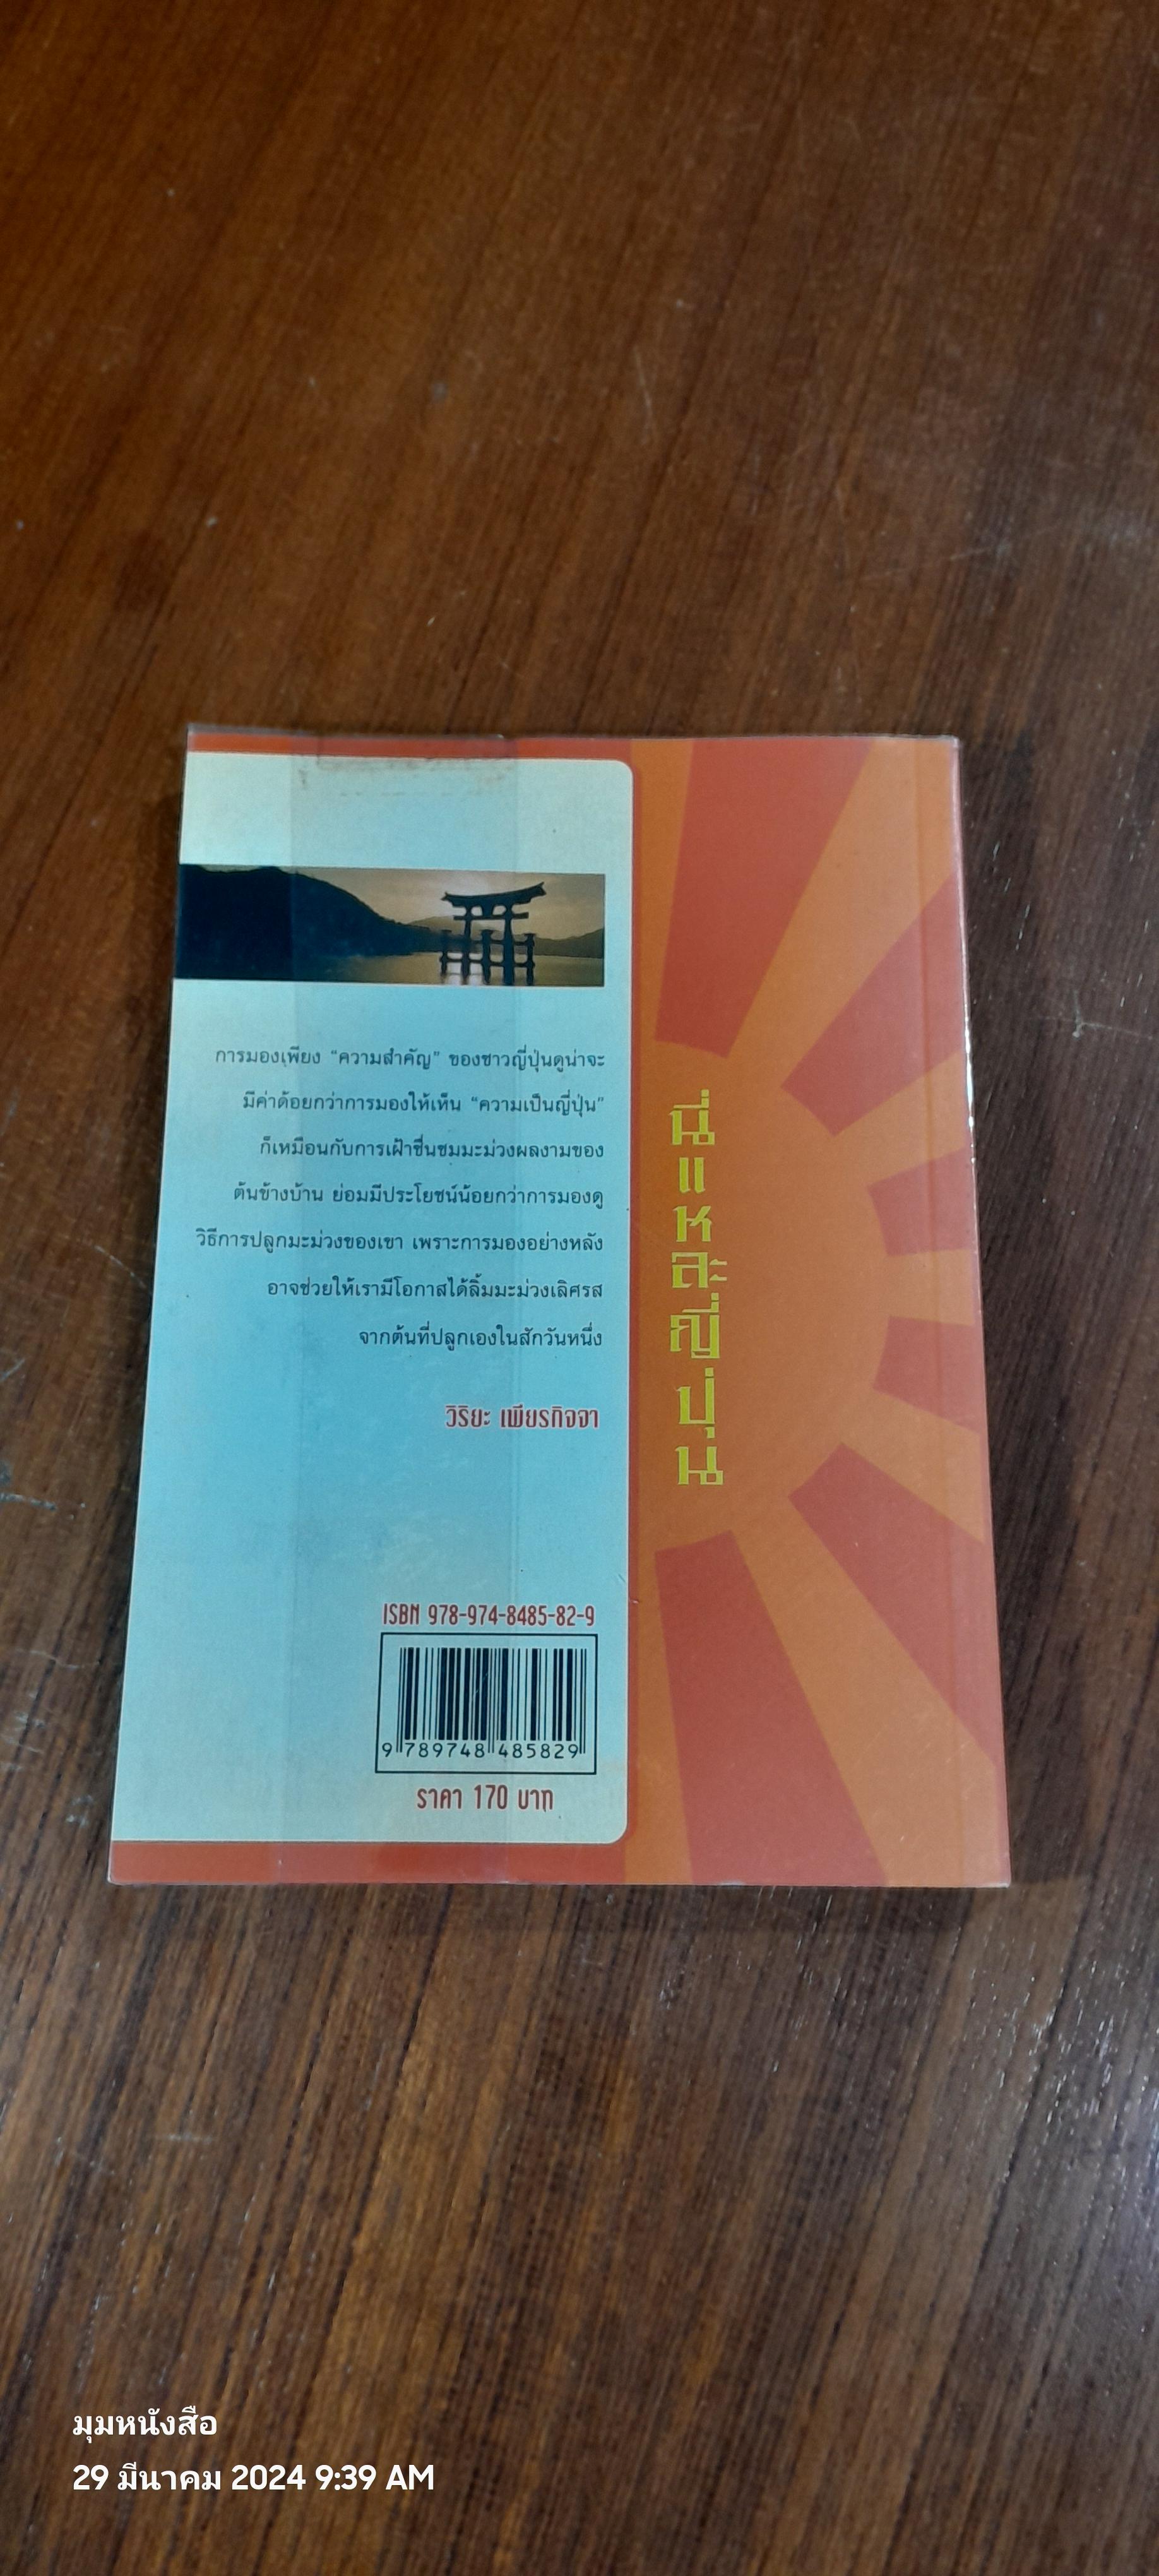 การมองเพียง “ความสำคัญ” ของชาวญี่ปุ่นดูน่าจะ
มีค่าด้อยกว่าการมองให้เห็น “ความเป็นญี่ปุ่น”
ก็เหมือนกับการเฝ้าชื่นชมมะม่วงผลงามของ
ต้นข้างบ้าน ย่อมมีประโยชน์น้อยกว่าการมองดู
วิธีการปลูกมะม่วงของเขา เพราะการมองอย่างหลัง
อาจช่วยให้เรามีโอกาสได้ลิ้มมะม่วงเลิศรส
จากต้นที่ปลูกเองในสักวันหนึ่ง
วิริยะ เพียรกิจจา
ISBN 978-974-8485-82-9
9 789748 485829
ราคา 170 บาท
นี่แหละญี่ปุ่น
มุมหนังสือ
29 มีนาคม 2024 9:39 AM